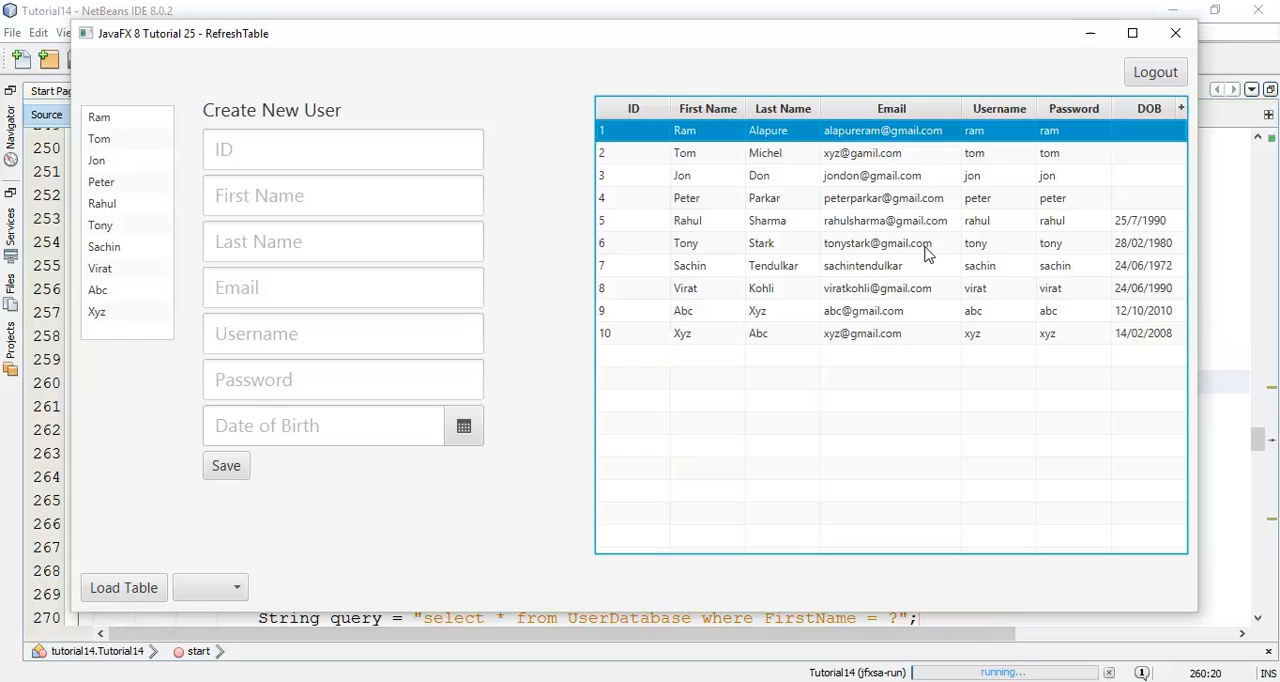 Tutorial14 - NetBeans IDE 8.0.2
File Edit Vie
JavaFX 8 Tutorial 25 - RefreshTable
Logout
Start Pag
Source
Navigator
Services
Files
Projects
250
251
252
253
254
255
256
257
258
259
260
261
262
263
264
265
266
267
268
269
270
Ram
Tom
Jon
Peter
Rahul
Tony
Sachin
Virat
Abc
Xyz
Create New User
ID
First Name
Last Name
Email
Username
Password
Date of Birth
Save
ID First Name Last Name Email Username Password DOB +
1 Ram Alapure alapureram@gmail.com ram ram
2 Tom Michel xyz@gamil.com tom tom
3 Jon Don jondon@gmail.com jon jon
4 Peter Parkar peterparkar@gmail.com peter peter
5 Rahul Sharma rahulsharma@gmail.com rahul rahul 25/7/1990
6 Tony Stark tonystark@gmail.com tony tony 28/02/1980
7 Sachin Tendulkar sachintendulkar sachin sachin 24/06/1972
8 Virat Kohli viratkohli@gmail.com virat virat 24/06/1990
9 Abc Xyz abc@gmail.com abc abc 12/10/2010
10 Xyz Abc xyz@gmail.com xyz xyz 14/02/2008
Load Table
String query = "select * from UserDatabase where FirstName = ?";
tutorial14.Tutorial14 start
Tutorial14 (jfxsa-run) running... 1 260:20 INS